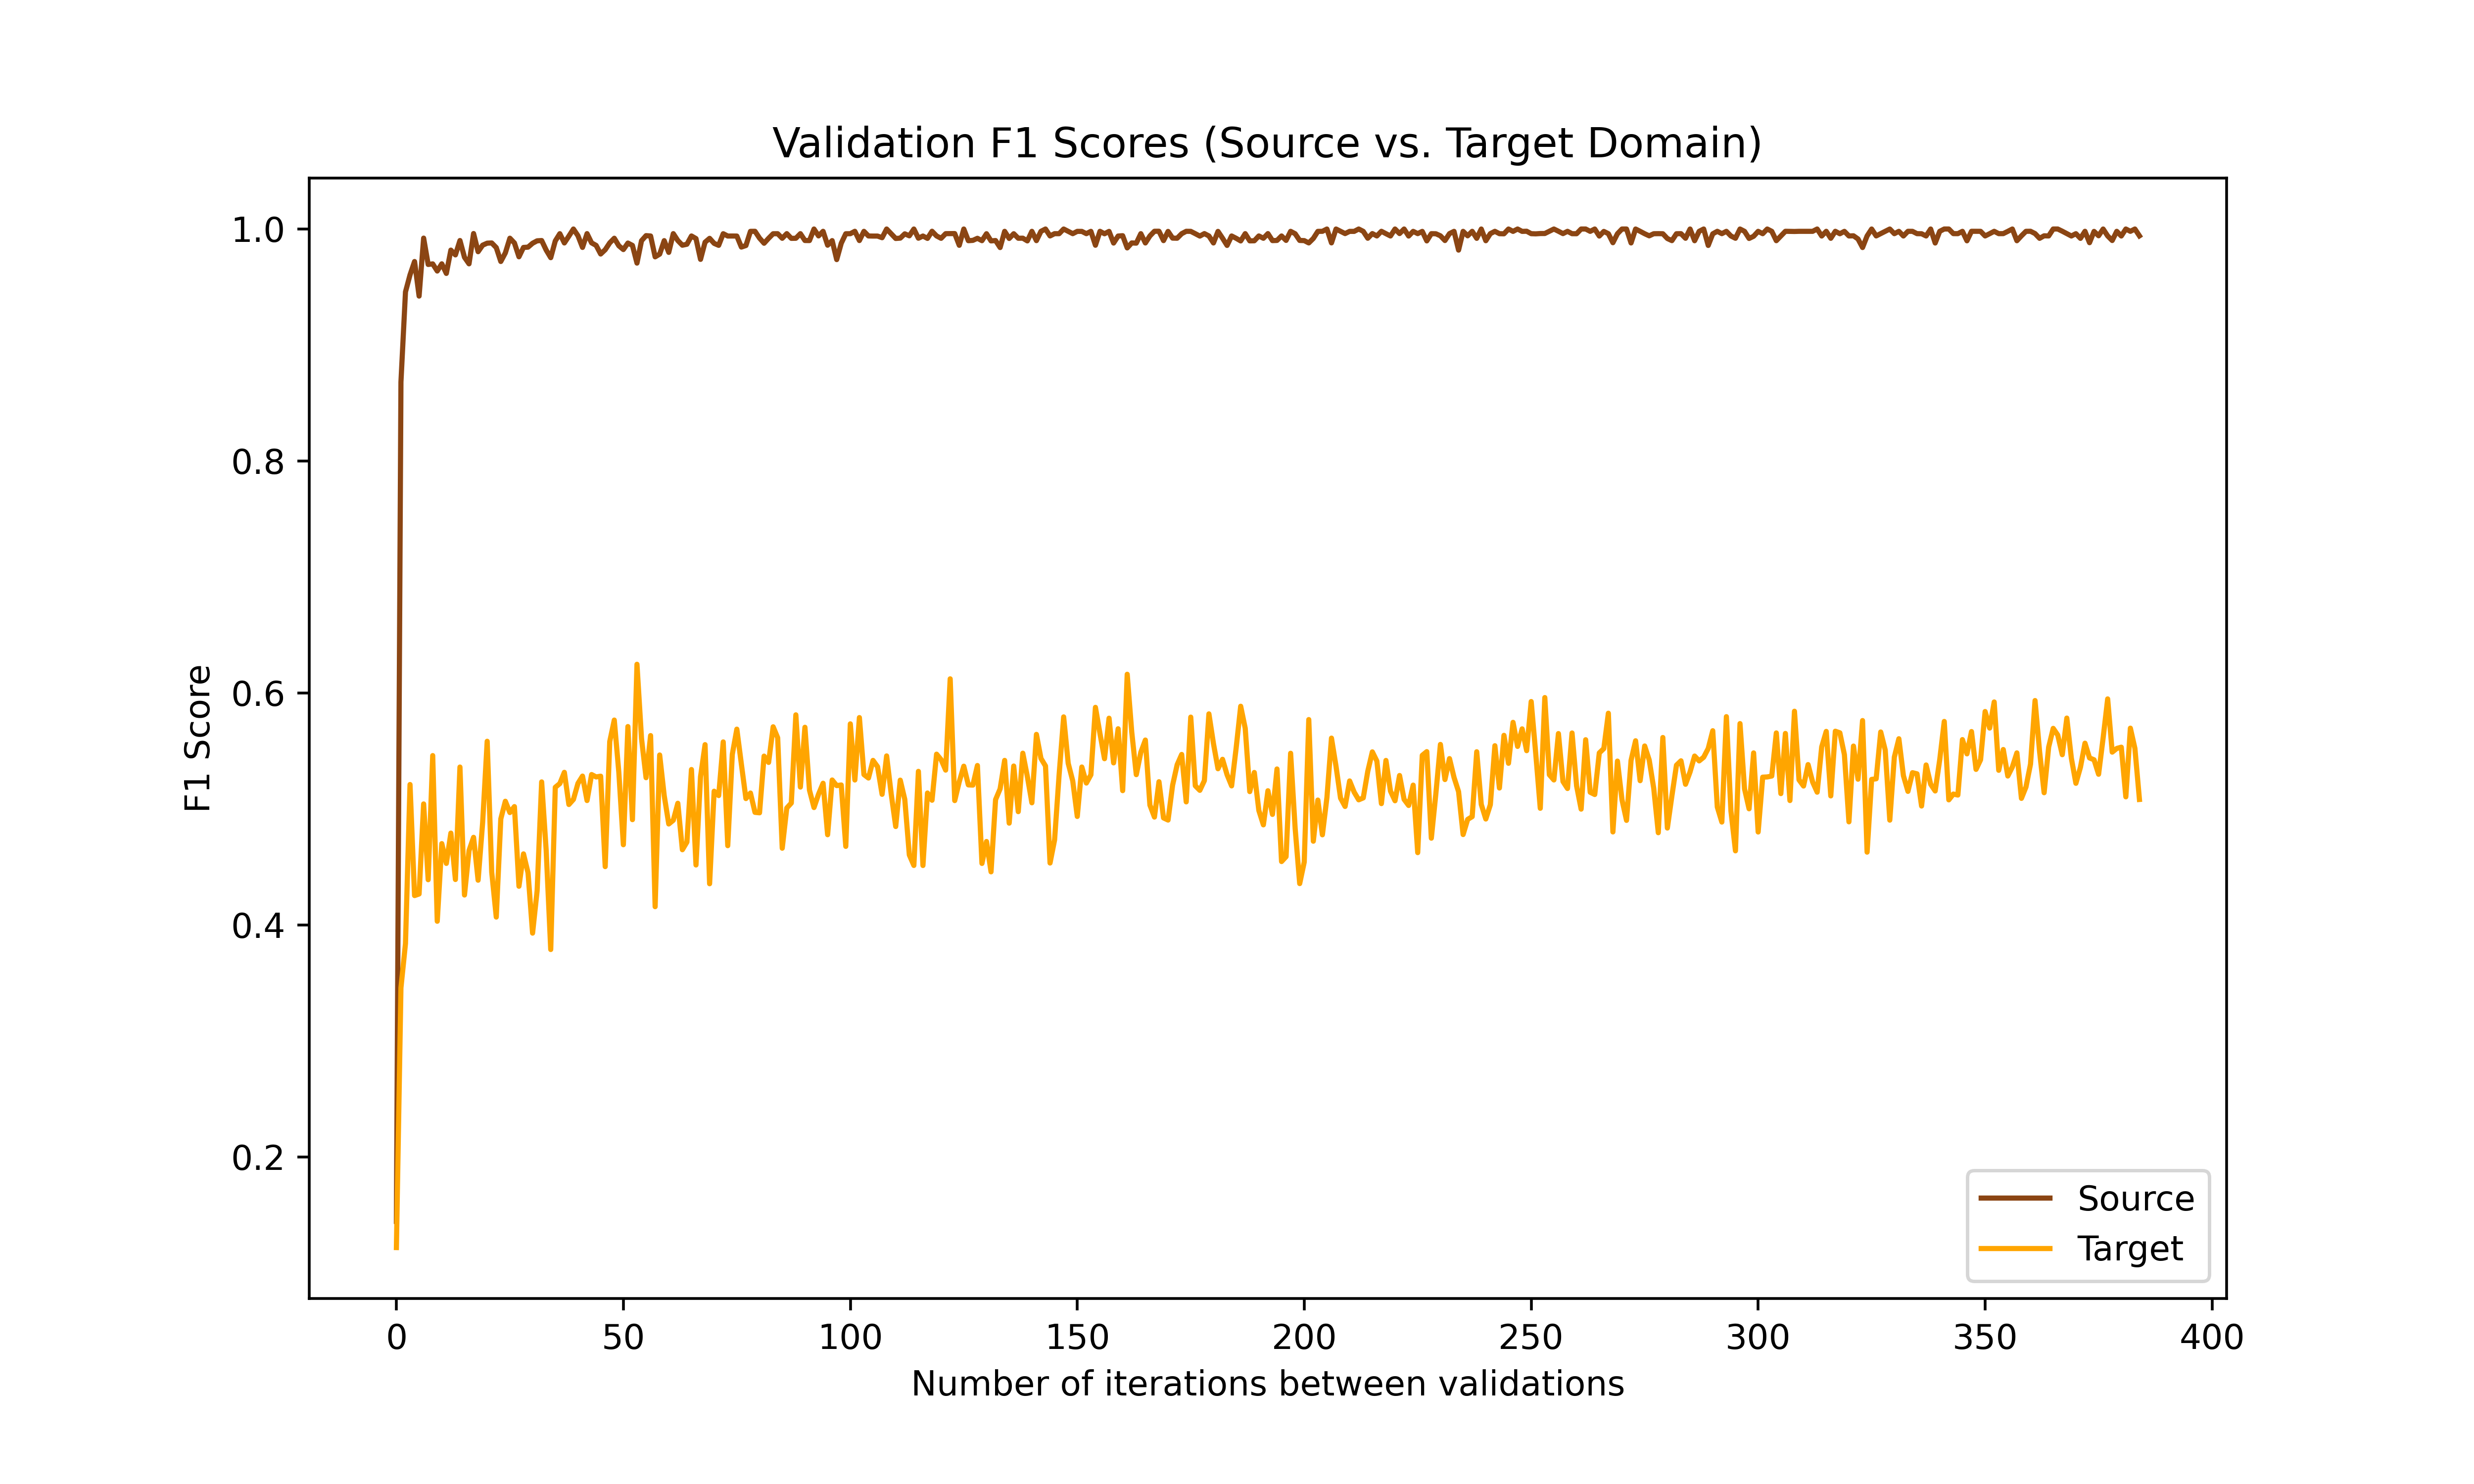 Validation F1 Scores (Source vs. Target Domain)
1.0
0.8
0.6
0.4
0.2
F1 Score
0 50 100 150 200 250 300 350 400
Number of iterations between validations
Source
Target